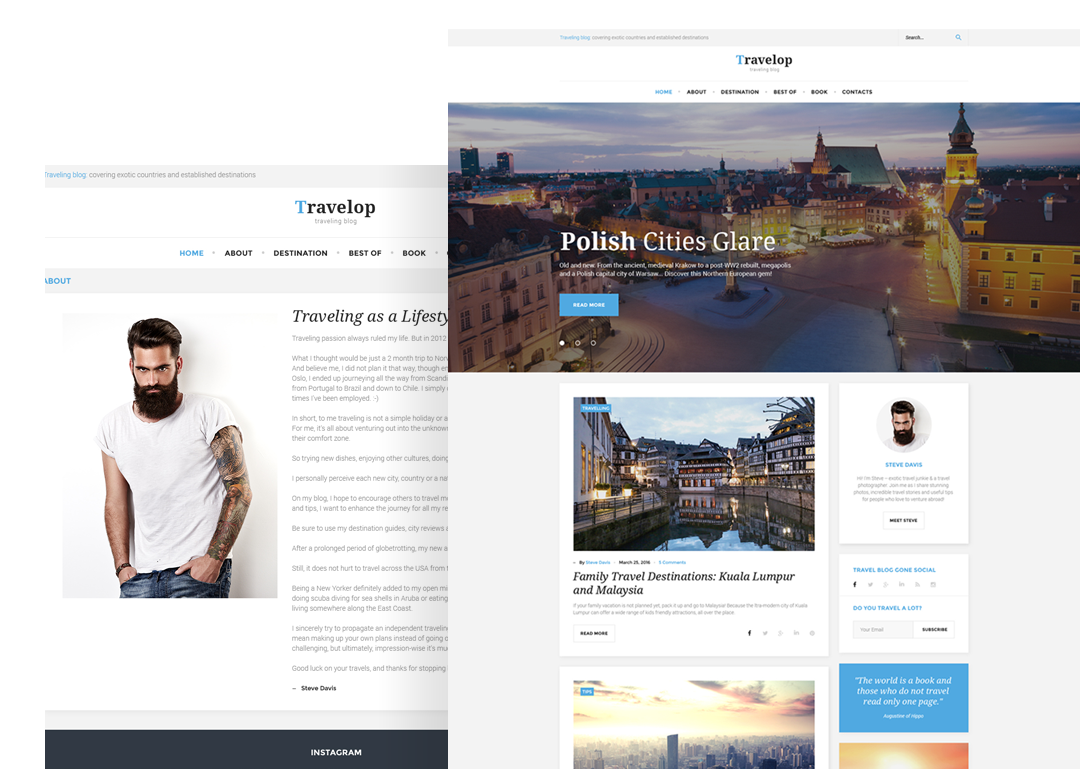 Traveling blog: covering exotic countries and established destinations
Travelop
traveling blog
HOME
ABOUT
DESTINATION
BEST OF
BOOK
ABOUT
Traveling as a Lifesty
Traveling passion always ruled my life. But in 2012
What I thought would be just a 2 month trip to Nor
And believe me, I did not plan it that way, though
Oslo, I ended up journeying all the way from Scandi
from Portugal to Brazil and down to Chile. I simply
times I've been employed. :-)
In short, to me traveling is not a simple holiday or a
For me, it's all about venturing out into the unknow
their comfort zone.
So trying new dishes, enjoying other cultures, doing
I personally perceive each new city, country or a na
On my blog, I hope to encourage others to travel m
and tips, I want to enhance the journey for all my re
Be sure to use my destination guides, city reviews a
After a prolonged period of globetrotting, my new a
Still, it does not hurt to travel across the USA from
Being a New Yorker definitely added to my open mi
doing scuba diving for sea shells in Aruba or eating
living somewhere along the East Coast.
I sincerely try to propagate an independent traveling
mean making up your own plans instead of going
challenging, but ultimately, impression-wise it's mu
Good luck on your travels, and thanks for stopping
– Steve Davis
INSTAGRAM
Traveling blog: covering exotic countries and established destinations
Search...
Travelop
traveling blog
HOME
ABOUT
DESTINATION
BEST OF
BOOK
CONTACTS
Polish Cities Glare
Old and new. From the ancient, medieval Krakow to a post-WW2 rebuilt, megapolis
and a Polish capital city of Warsaw... Discover this Northern European gem!
READ MORE
TRAVELLING
– By Steve Davis March 25, 2016 5 Comments
Family Travel Destinations: Kuala Lumpur
and Malaysia
If your family vacation is not planned yet, pack it up and go to Malaysia! Because the tri-modern city of Kuala
Lumpur can offer a wide range of kids friendly attractions, all over the place
READ MORE
TIPS
STEVE DAVIS
Hi! I'm Steve – exotic travel junkie & a travel
photographer. Join me as I share stunning
photos, incredible travel stories and useful tips
for people who love to venture abroad!
MEET STEVE
TRAVEL BLOG GONE SOCIAL
DO YOU TRAVEL A LOT?
Your Email
SUBSCRIBE
"The world is a book and
those who do not travel
read only one page."
Augustine of Hippo